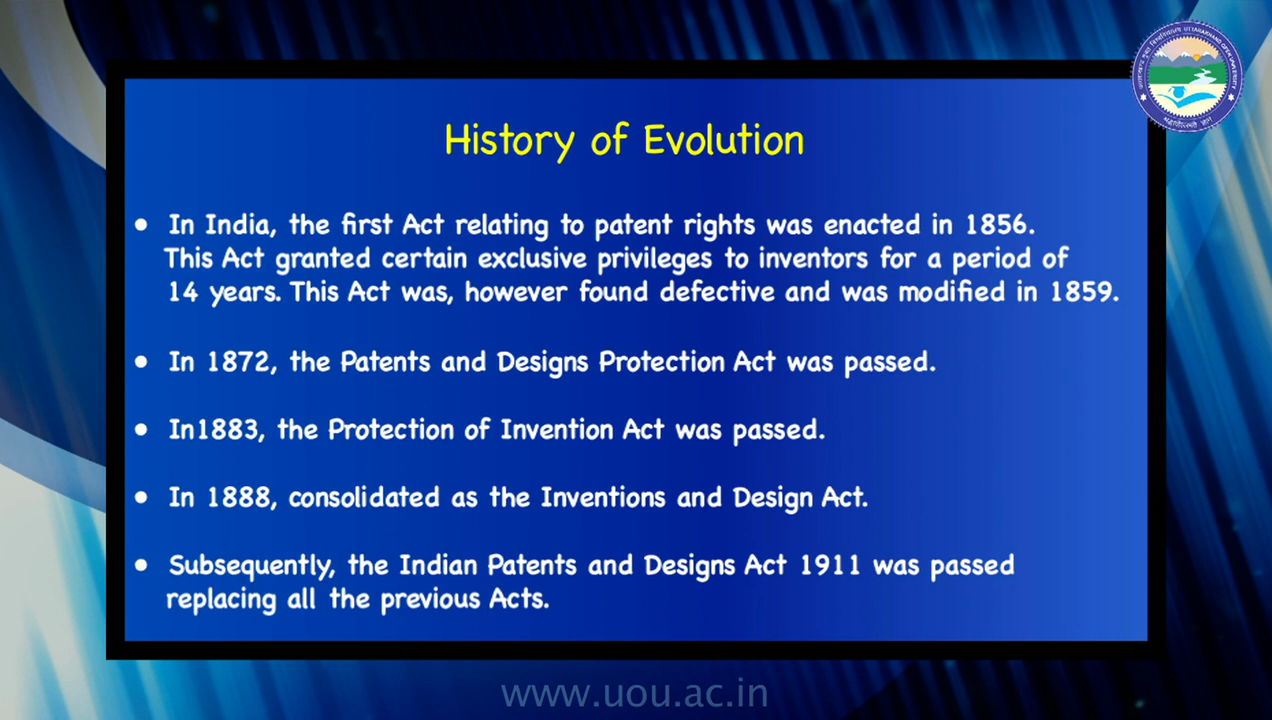 History of Evolution
• In India, the first Act relating to patent rights was enacted in 1856.
This Act granted certain exclusive privileges to inventors for a period of
14 years. This Act was, however found defective and was modified in 1859.
• In 1872, the Patents and Designs Protection Act was passed.
• In1883, the Protection of Invention Act was passed.
• In 1888, consolidated as the Inventions and Design Act.
• Subsequently, the Indian Patents and Designs Act 1911 was passed
replacing all the previous Acts.
UTTARAKHAND OPEN UNIVERSITY
www.uou.ac.in